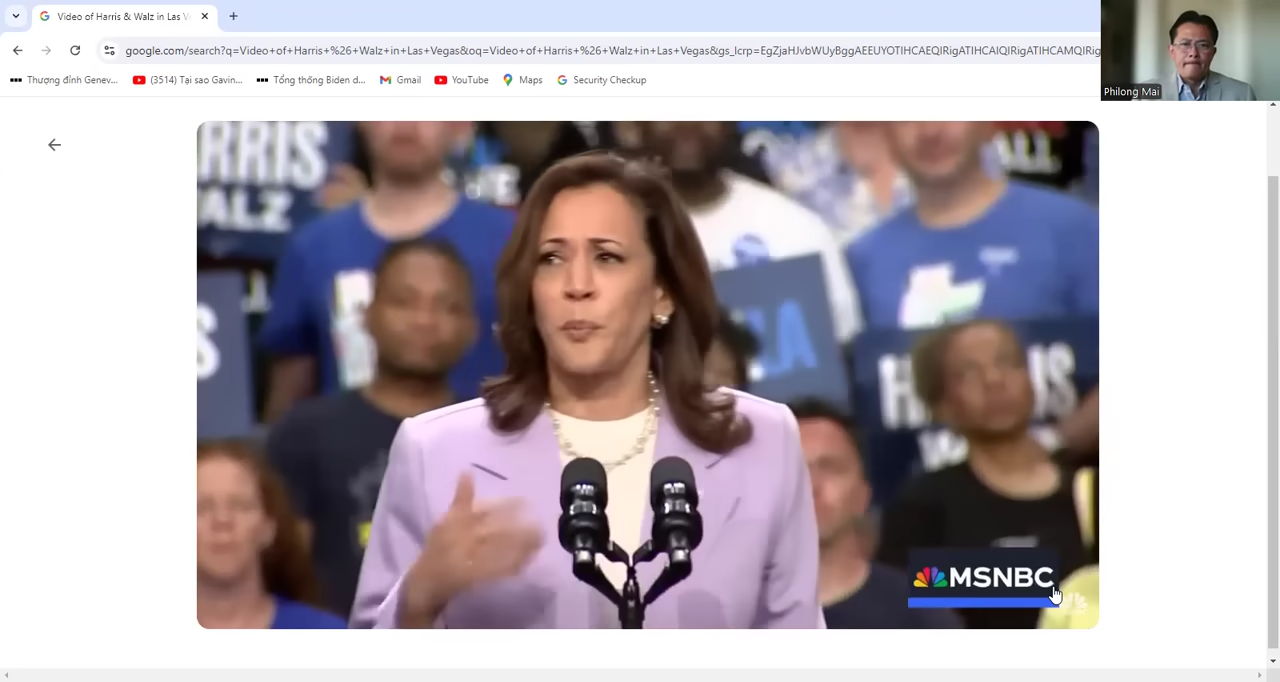 Video of Harris & Walz in Las V
google.com/search?q=Video+of+Harris+%26+Walz+in+Las+Vegas&oq=Video+of+Harris+%26+Walz+in+Las+Vegas&gs_lcrp=EgZjaHJvbWUyBggAEEUYOTIHCAEQIRigATIHCAIQIRigATIHCAMQIRig
Thượng đỉnh Genev...
(3514) Tại sao Gavin...
Tổng thống Biden d...
Gmail
YouTube
Maps
Security Checkup
Philong Mai
RRIS
ALZ
ALL
MSNBC